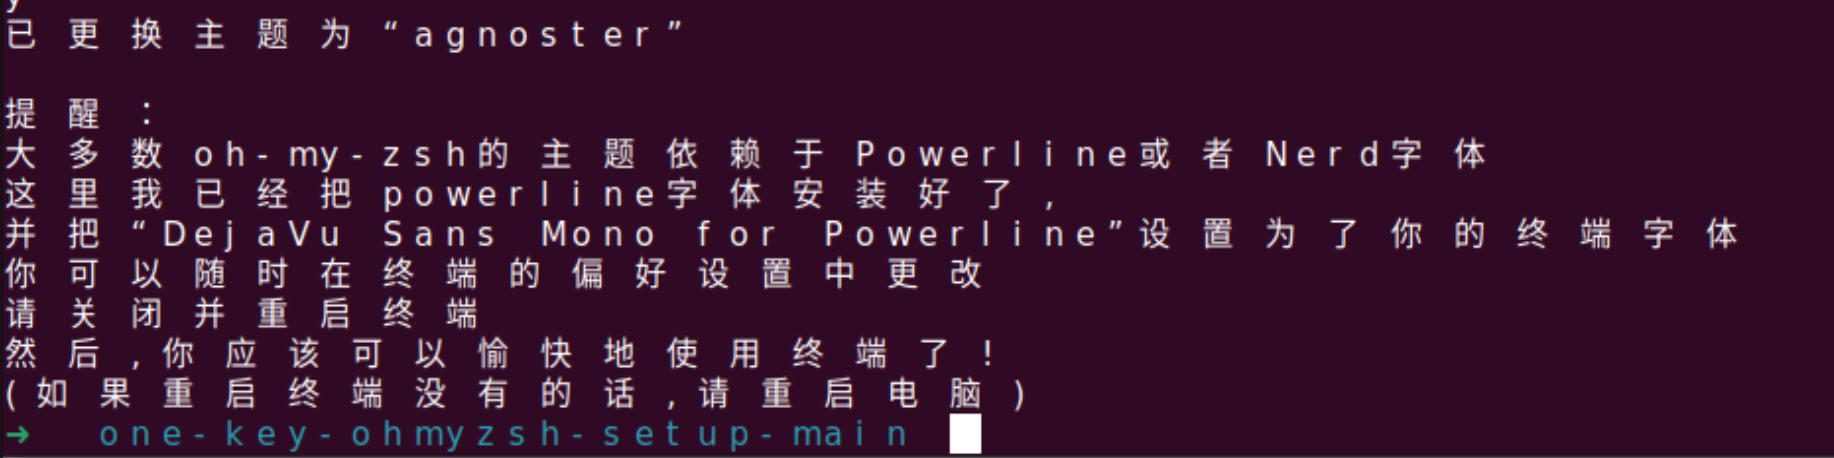 y
已更换主题为“agnoster”
提醒：
大多数oh-my-zsh的主题依赖于Powerline或者Nerd字体
这里我已经把powerline字体安装好了,
并把“DejaVu Sans Mono for Powerline”设置为了你的终端字体
你可以随时在终端的偏好设置中更改
请关闭并重启终端
然后,你应该可以愉快地使用终端了!
(如果重启终端没有的话,请重启电脑)
→ one-key-ohmyzsh-setup-main